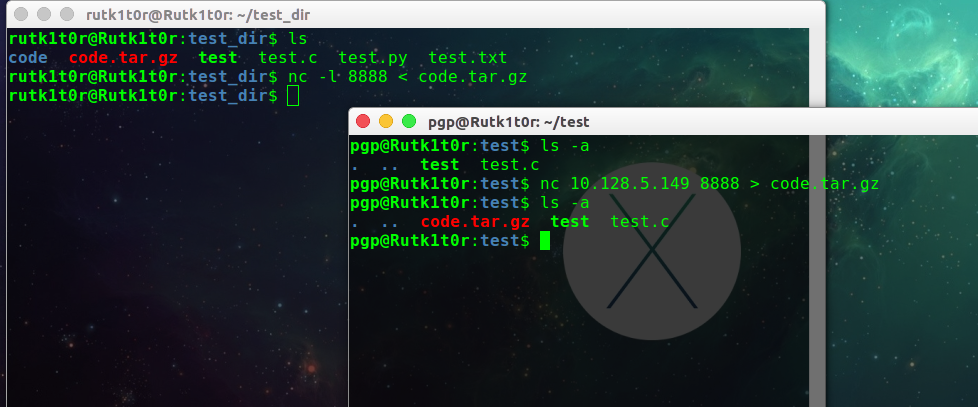 rutk1t0r@Rutk1t0r: ~/test_dir
rutk1t0r@Rutk1t0r:test_dir$ ls
code  code.tar.gz  test  test.c  test.py  test.txt
rutk1t0r@Rutk1t0r:test_dir$ nc -l 8888 < code.tar.gz
rutk1t0r@Rutk1t0r:test_dir$
pgp@Rutk1t0r: ~/test
pgp@Rutk1t0r:test$ ls -a
.  ..  test  test.c
pgp@Rutk1t0r:test$ nc 10.128.5.149 8888 > code.tar.gz
pgp@Rutk1t0r:test$ ls -a
.  ..  code.tar.gz  test  test.c
pgp@Rutk1t0r:test$